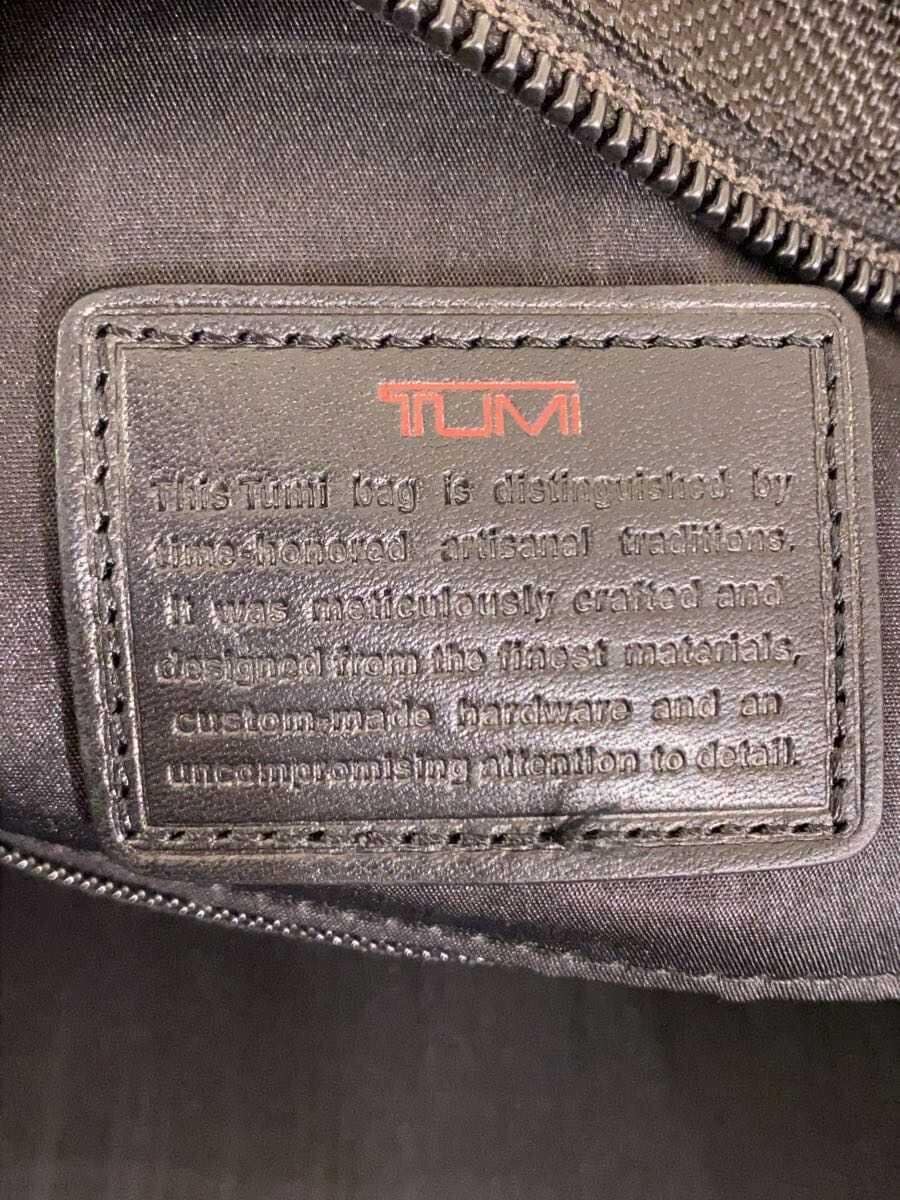 TUMI
This Tumi bag is distinguished by
time-honored artisanal traditions.
It was meticulously crafted and
designed from the finest materials,
custom-made hardware and an
uncompromising attention to detail.